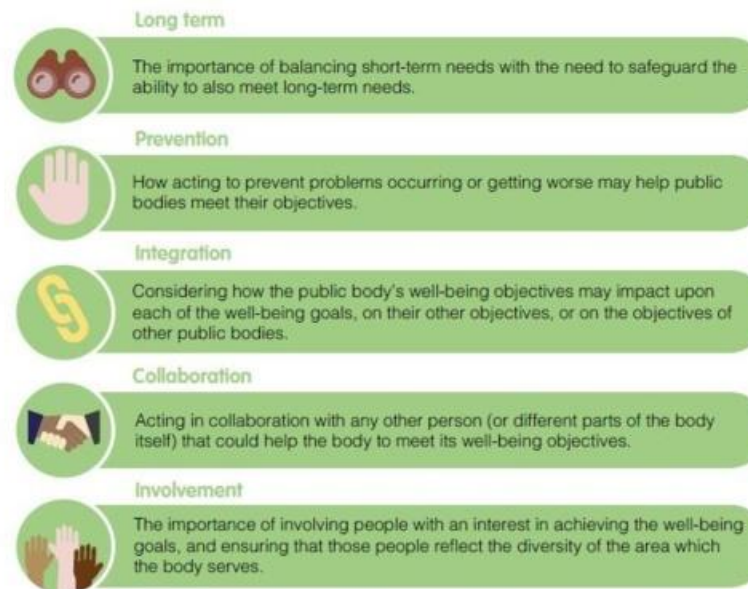 Long term
The importance of balancing short-term needs with the need to safeguard the
ability to also meet long-term needs.
Prevention
How acting to prevent problems occurring or getting worse may help public
bodies meet their objectives.
Integration
Considering how the public body's well-being objectives may impact upon
each of the well-being goals, on their other objectives, or on the objectives of
other public bodies.
Collaboration
Acting in collaboration with any other person (or different parts of the body
itself) that could help the body to meet its well-being objectives.
Involvement
The importance of involving people with an interest in achieving the well-being
goals, and ensuring that those people reflect the diversity of the area which
the body serves.